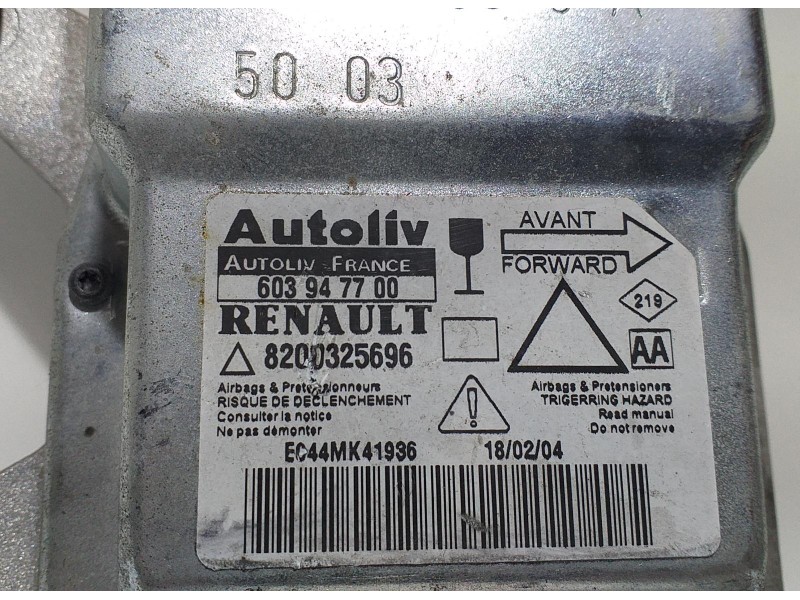 50 03
Autoliv
AUTOLIV FRANCE
603 94 77 00
RENAULT
8200325696
AVANT
FORWARD
219
AA
Airbags & Pretensionneurs
RISQUE DE DECLENCHEMENT
Consulter la notice
Ne pas démonter
Airbags & Pretensioners
TRIGERRING HAZARD
Read manual
Do not remove
EC44MK41936
18/02/04